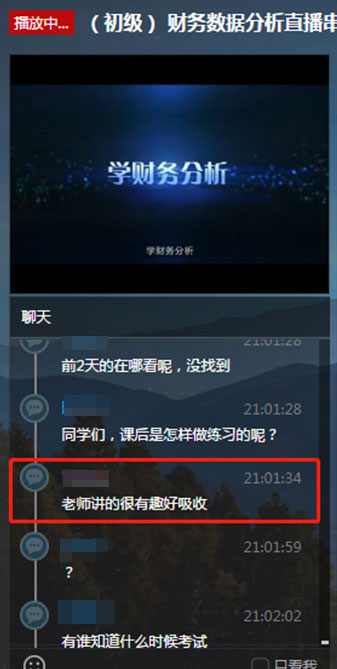 播放中...
（初级）财务数据分析直播串
学财务分析
学财务分析
聊天
21:01:28
前2天的在哪看呢，没找到
21:01:28
同学们，课后是怎样做练习的呢？
21:01:34
老师讲的很有趣好吸收
21:01:59
？
21:02:02
有谁知道什么时候考试
只看我